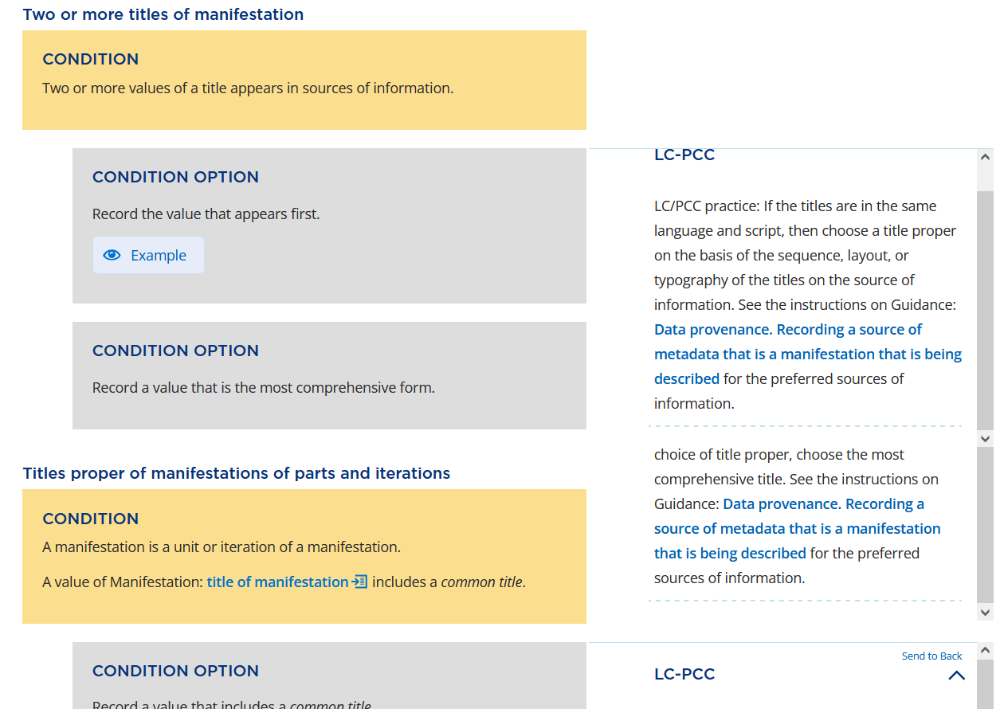 Two or more titles of manifestation
CONDITION
Two or more values of a title appears in sources of information.
CONDITION OPTION
Record the value that appears first.
Example
LC-PCC
LC/PCC practice: If the titles are in the same
language and script, then choose a title proper
on the basis of the sequence, layout, or
typography of the titles on the source of
information. See the instructions on Guidance:
Data provenance. Recording a source of
metadata that is a manifestation that is being
described for the preferred sources of
information.
CONDITION OPTION
Record a value that is the most comprehensive form.
choice of title proper, choose the most
comprehensive title. See the instructions on
Guidance: Data provenance. Recording a
source of metadata that is a manifestation
that is being described for the preferred
sources of information.
Titles proper of manifestations of parts and iterations
CONDITION
A manifestation is a unit or iteration of a manifestation.
A value of Manifestation: title of manifestation includes a common title.
CONDITION OPTION
Record a value that includes a common title
Send to Back
LC-PCC